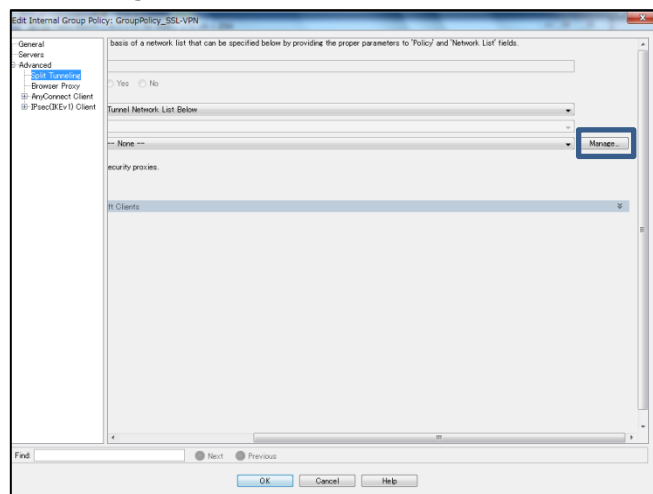 Edit Internal Group Policy: GroupPolicy_SSL-VPN
General
Servers
Advanced
Split Tunneling
Browser Proxy
AnyConnect Client
IPsec(IKEv1) Client
basis of a network list that can be specified below by providing the proper parameters to 'Policy' and 'Network List' fields.
Yes No
Tunnel Network List Below
-- None --
Manage...
ecurity proxies.
ft Clients
Find:
Next Previous
OK Cancel Help